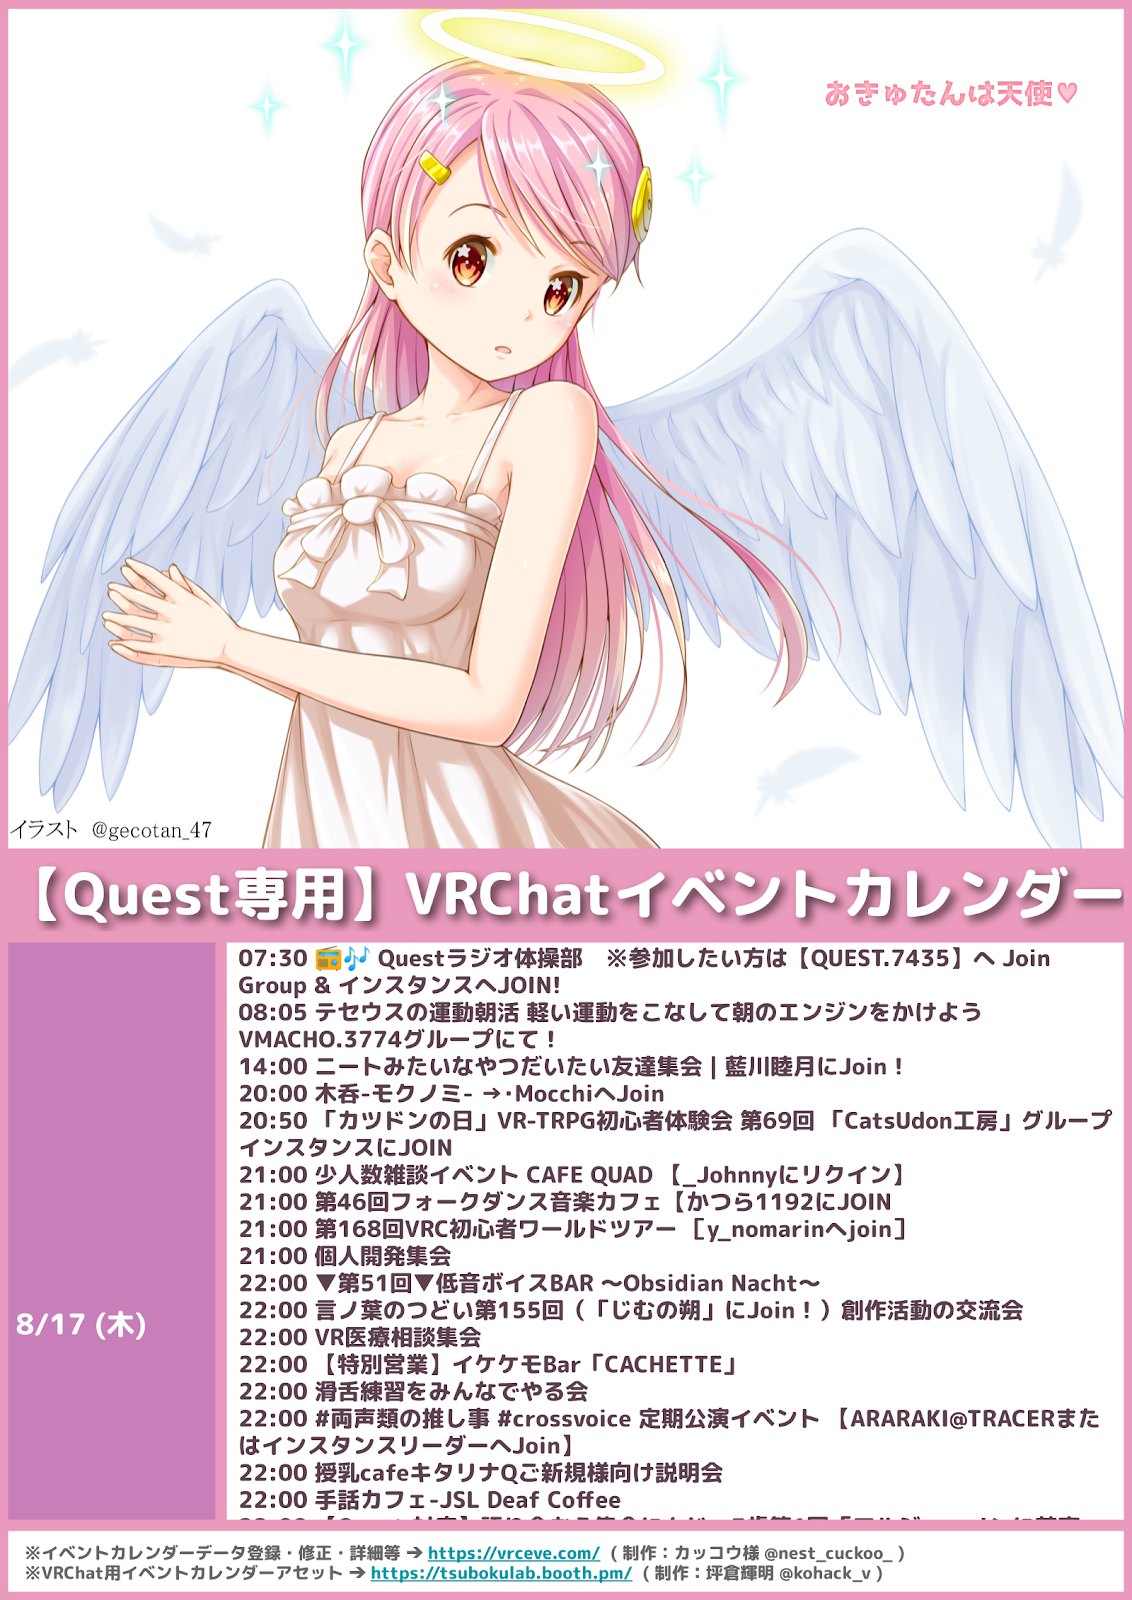 おきゅたんは天使♥
イラスト @gecotan_47
【Quest専用】VRChatイベントカレンダー
8/17 (木)
07:30 📻🎶 Questラジオ体操部　※参加したい方は【QUEST.7435】へ Join
Group & インスタンスへJOIN!
08:05 テセウスの運動朝活 軽い運動をこなして朝のエンジンをかけよう
VMACHO.3774グループにて！
14:00 ニートみたいなやつだいたい友達集会 | 藍川睦月にJoin！
20:00 木呑-モクノミ- →･MocchiへJoin
20:50 「カツドンの日」VR-TRPG初心者体験会 第69回 「CatsUdon工房」グループ
インスタンスにJOIN
21:00 少人数雑談イベント CAFE QUAD 【_Johnnyにリクイン】
21:00 第46回フォークダンス音楽カフェ【かつら1192にJOIN
21:00 第168回VRC初心者ワールドツアー ［y_nomarinへjoin］
21:00 個人開発集会
22:00 ▼第51回▼低音ボイスBAR 〜Obsidian Nacht〜
22:00 言ノ葉のつどい第155回（「じむの朔」にJoin！）創作活動の交流会
22:00 VR医療相談集会
22:00 【特別営業】イケケモBar「CACHETTE」
22:00 滑舌練習をみんなでやる会
22:00 #両声類の推し事 #crossvoice 定期公演イベント 【ARARAKI@TRACERまた
はインスタンスリーダーへJoin】
22:00 授乳cafeキタリナQご新規様向け説明会
22:00 手話カフェ-JSL Deaf Coffee
※イベントカレンダーデータ登録・修正・詳細等 ➔ https://vrceve.com/ （制作：カッコウ様 @nest_cuckoo_）
※VRChat用イベントカレンダーアセット ➔ https://tsubokulab.booth.pm/ （制作：坪倉輝明 @kohack_v）